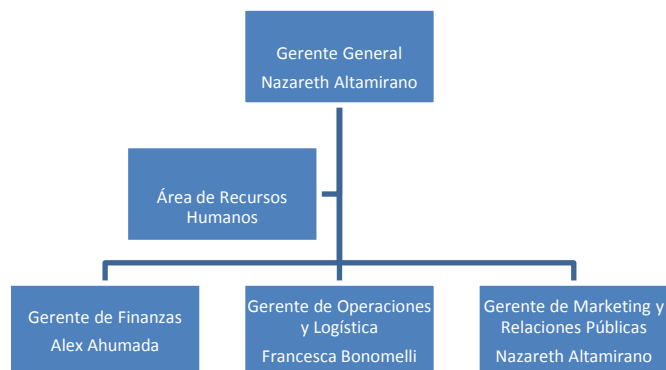 Gerente General
Nazareth Altamirano
Área de Recursos
Humanos
Gerente de Finanzas
Alex Ahumada
Gerente de Operaciones
y Logística
Francesca Bonomelli
Gerente de Marketing y
Relaciones Públicas
Nazareth Altamirano